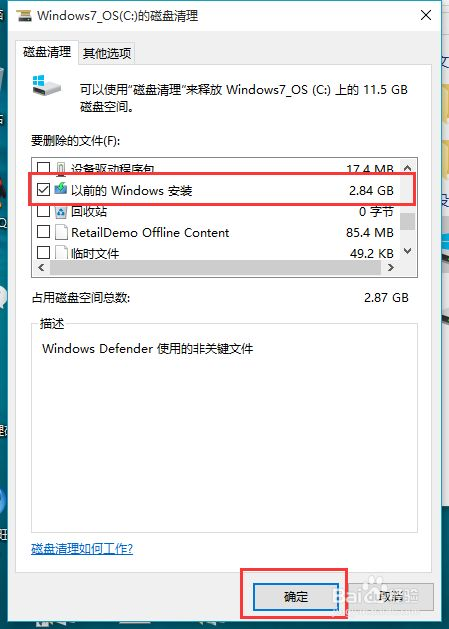 Windows7_OS(C:)的磁盘清理
磁盘清理 其他选项
可以使用“磁盘清理”来释放 Windows7_OS (C:) 上的 11.5 GB
磁盘空间。
要删除的文件(F):
设备驱动程序包 17.4 MB
以前的 Windows 安装 2.84 GB
回收站 0 字节
RetailDemo Offline Content 85.4 MB
临时文件 49.2 KB
占用磁盘空间总数: 2.87 GB
描述
Windows Defender 使用的非关键文件
磁盘清理如何工作?
确定 取消
Bai 经验